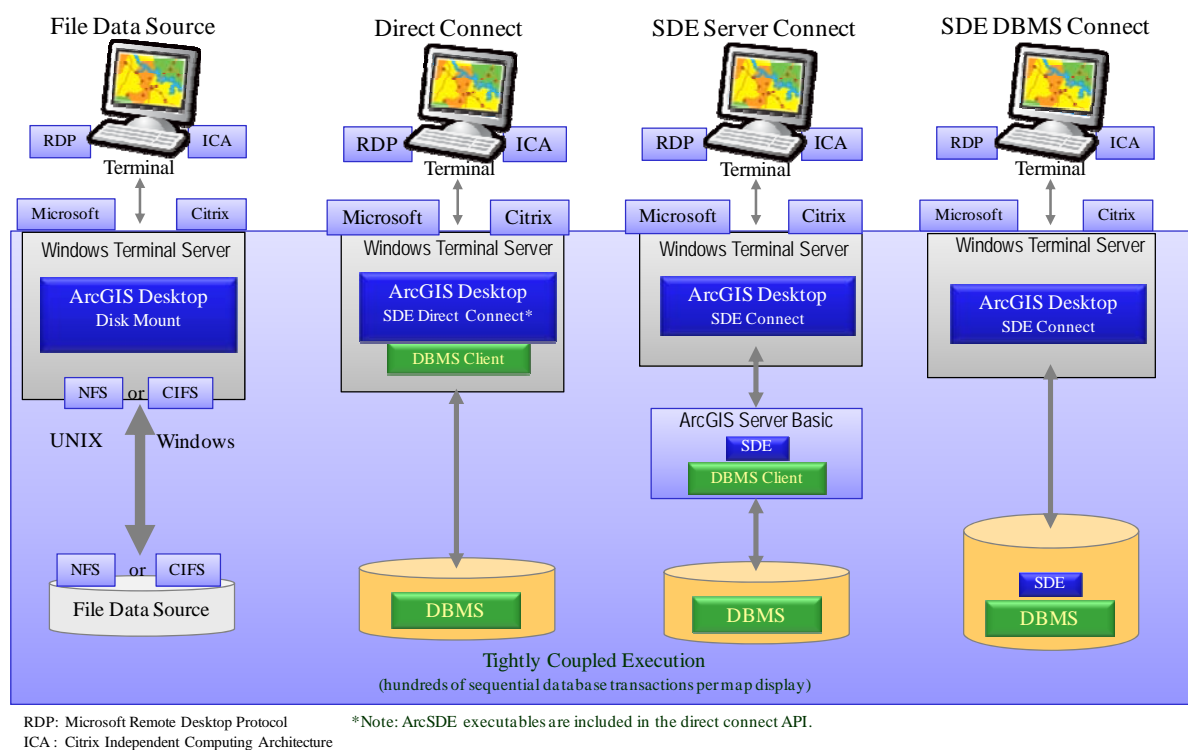 File Data Source
Direct Connect
SDE Server Connect
SDE DBMS Connect
RDP
ICA
RDP
ICA
RDP
ICA
RDP
ICA
Terminal
Terminal
Terminal
Terminal
Microsoft
Citrix
Microsoft
Citrix
Microsoft
Citrix
Microsoft
Citrix
Windows Terminal Server
Windows Terminal Server
Windows Terminal Server
Windows Terminal Server
ArcGIS Desktop
Disk Mount
ArcGIS Desktop
SDE Direct Connect*
DBMS Client
ArcGIS Desktop
SDE Connect
ArcGIS Desktop
SDE Connect
NFS or CIFS
UNIX
Windows
ArcGIS Server Basic
SDE
DBMS Client
NFS or CIFS
File Data Source
DBMS
DBMS
SDE
DBMS
Tightly Coupled Execution
(hundreds of sequential database transactions per map display)
RDP: Microsoft Remote Desktop Protocol
*Note: ArcSDE executables are included in the direct connect API.
ICA : Citrix Independent Computing Architecture